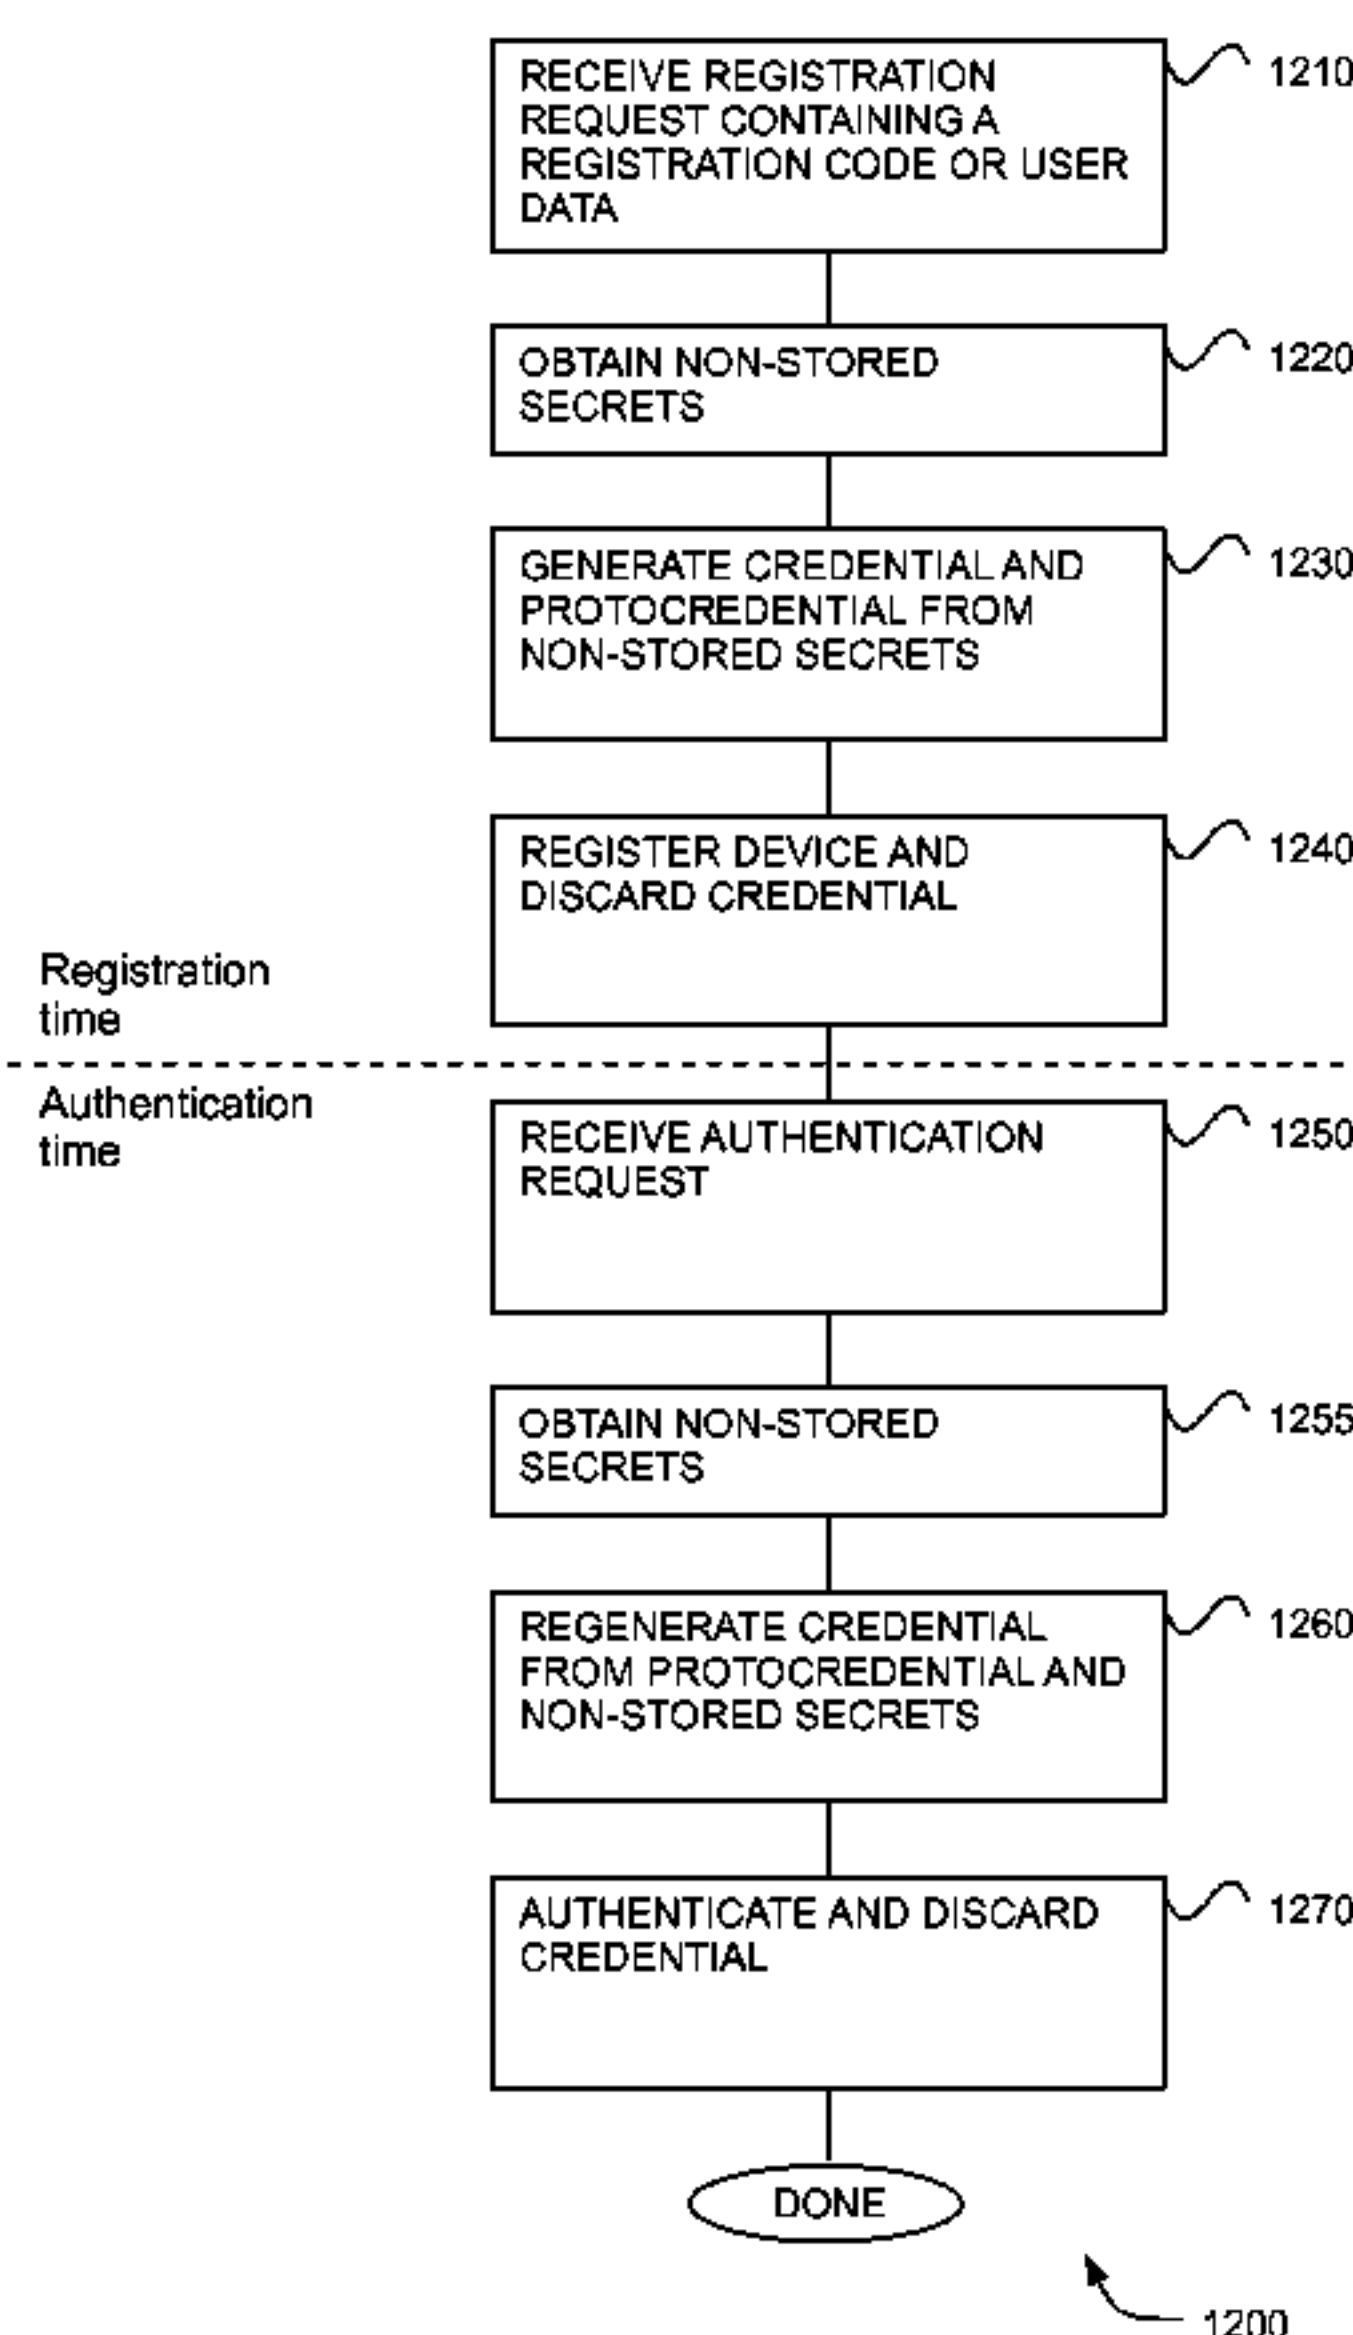 RECEIVE REGISTRATION
REQUEST CONTAINING A
REGISTRATION CODE OR USER
DATA
1210
OBTAIN NON-STORED
SECRETS
1220
GENERATE CREDENTIAL AND
PROTOCREDENTIAL FROM
NON-STORED SECRETS
1230
REGISTER DEVICE AND
DISCARD CREDENTIAL
1240
Registration
time
Authentication
time
RECEIVE AUTHENTICATION
REQUEST
1250
OBTAIN NON-STORED
SECRETS
1255
REGENERATE CREDENTIAL
FROM PROTOCREDENTIAL AND
NON-STORED SECRETS
1260
AUTHENTICATE AND DISCARD
CREDENTIAL
1270
DONE
1200